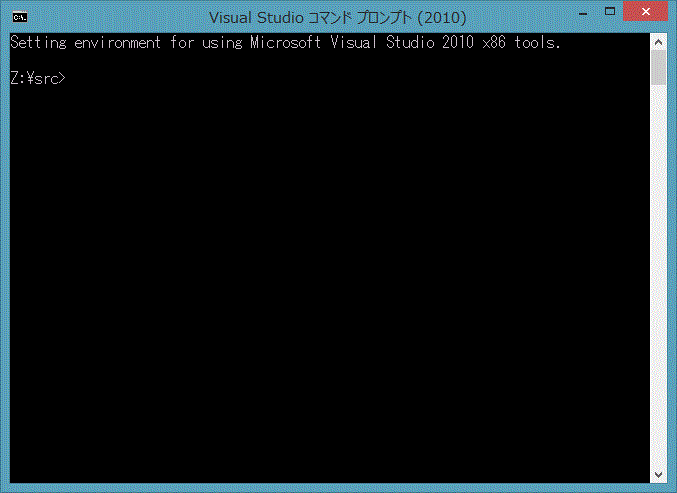 Visual Studio コマンド プロンプト (2010)
Setting environment for using Microsoft Visual Studio 2010 x86 tools.
Z:¥src>